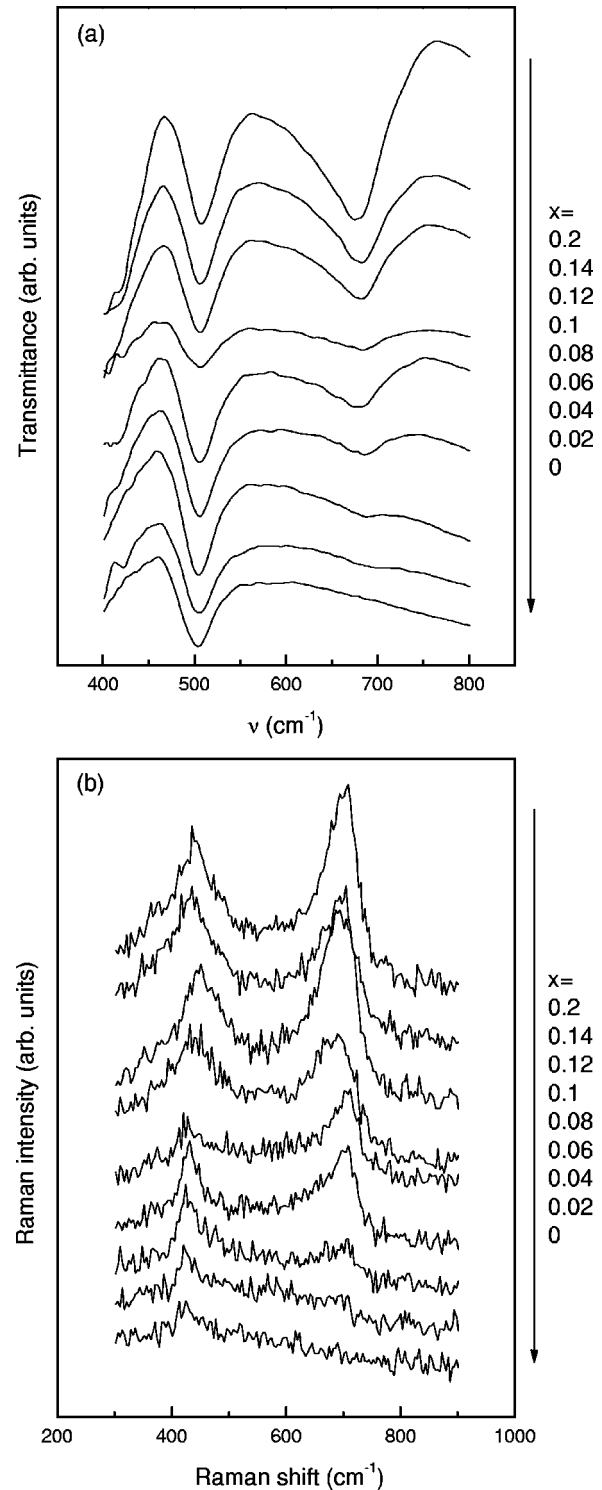 (a)
Transmittance (arb. units)
x=
0.2
0.14
0.12
0.1
0.08
0.06
0.04
0.02
0
400 500 600 700 800
ν (cm⁻¹)
(b)
Raman intensity (arb. units)
x=
0.2
0.14
0.12
0.1
0.08
0.06
0.04
0.02
0
200 400 600 800 1000
Raman shift (cm⁻¹)